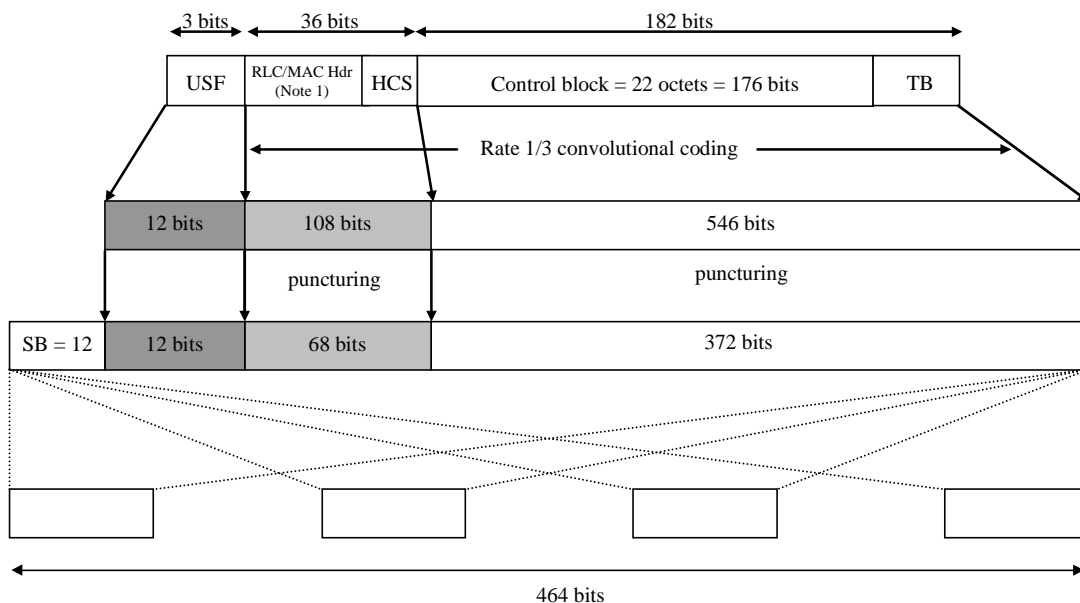 3 bits 36 bits 182 bits
USF RLC/MAC Hdr (Note 1) HCS Control block = 22 octets = 176 bits TB
Rate 1/3 convolutional coding
12 bits 108 bits 546 bits
puncturing puncturing
SB = 12 12 bits 68 bits 372 bits
464 bits